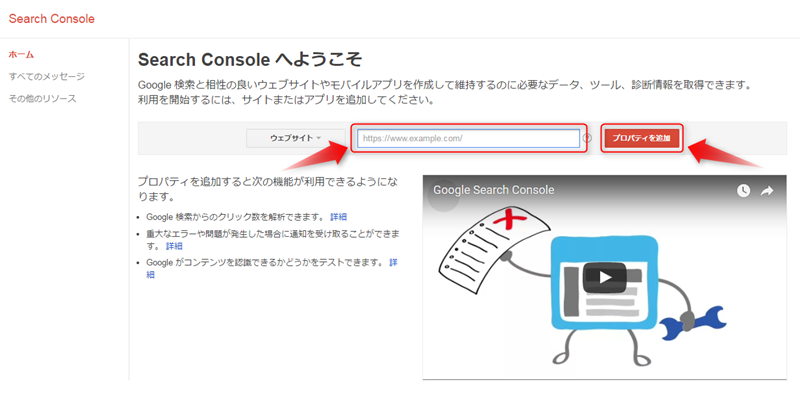 Search Console
ホーム
すべてのメッセージ
その他のリソース
Search Console へようこそ
Google 検索と相性の良いウェブサイトやモバイルアプリを作成して維持するのに必要なデータ、ツール、診断情報を取得できます。
利用を開始するには、サイトまたはアプリを追加してください。
ウェブサイト
https://www.example.com/
?
プロパティを追加
プロパティを追加すると次の機能が利用できるようにな
ります。
Google 検索からのクリック数を解析できます。 詳細
重大なエラーや問題が発生した場合に通知を受け取ることができま
す。 詳細
Google がコンテンツを認識できるかどうかをテストできます。 詳
細
Google Search Console